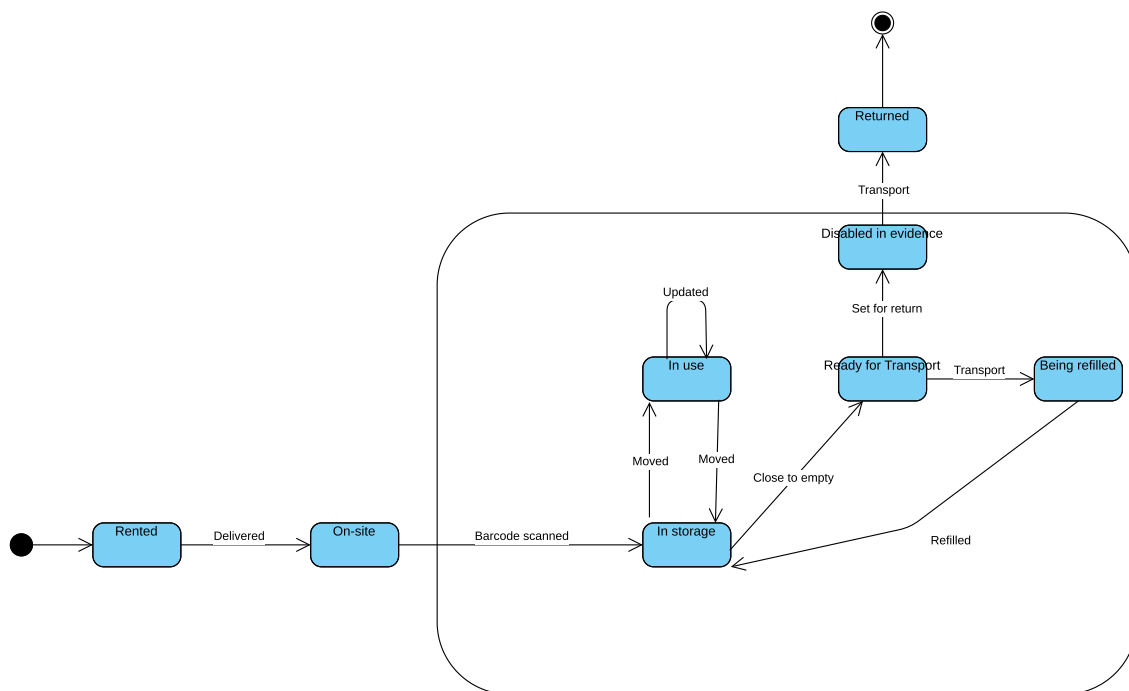 Returned
Transport
Disabled in evidence
Updated
Set for return
In use
Ready for Transport
Transport
Being refilled
Moved
Moved
Close to empty
Rented
Delivered
On-site
Barcode scanned
In storage
Refilled